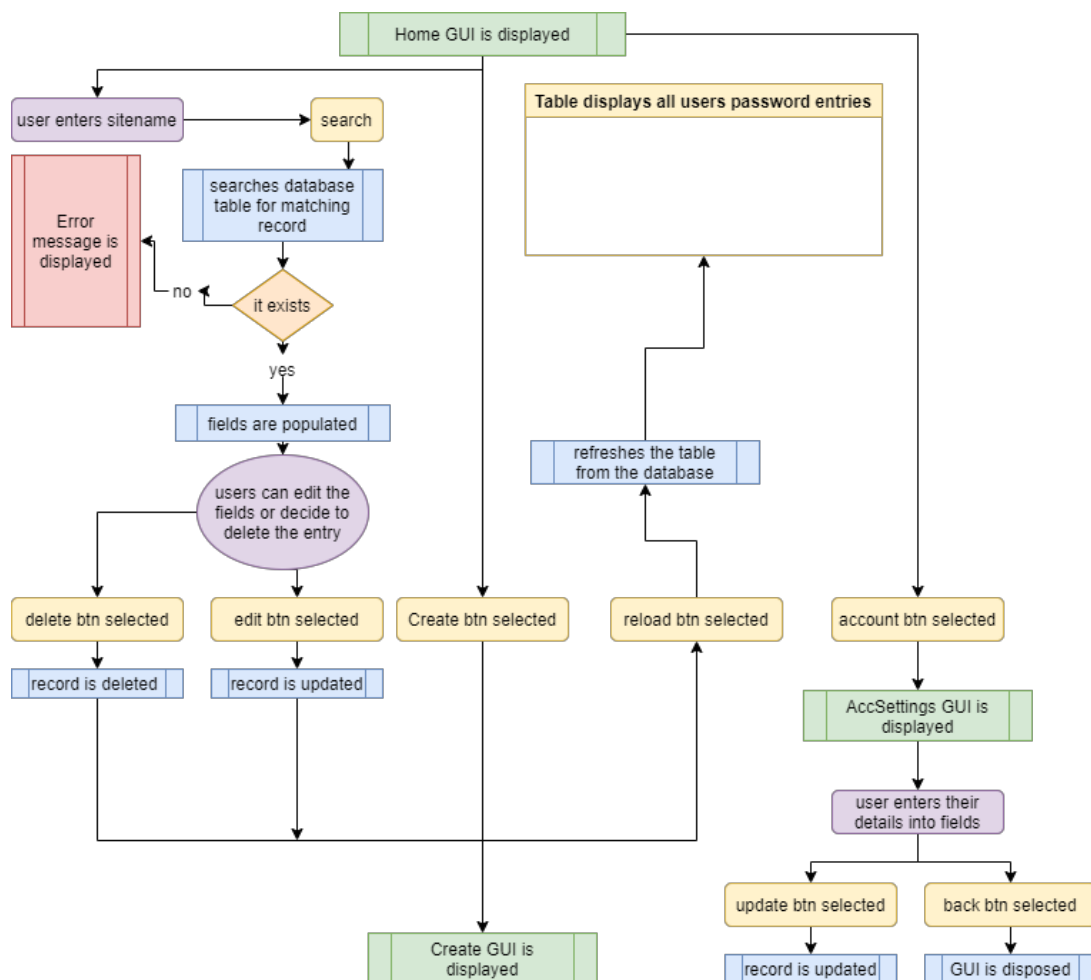 Home GUI is displayed
Table displays all users password entries
user enters sitename
search
searches database
table for matching
record
Error
message is
displayed
no
it exists
yes
fields are populated
refreshes the table
from the database
users can edit the
fields or decide to
delete the entry
delete btn selected
edit btn selected
Create btn selected
reload btn selected
account btn selected
record is deleted
record is updated
AccSettings GUI is
displayed
user enters their
details into fields
update btn selected
back btn selected
Create GUI is
displayed
record is updated
GUI is disposed